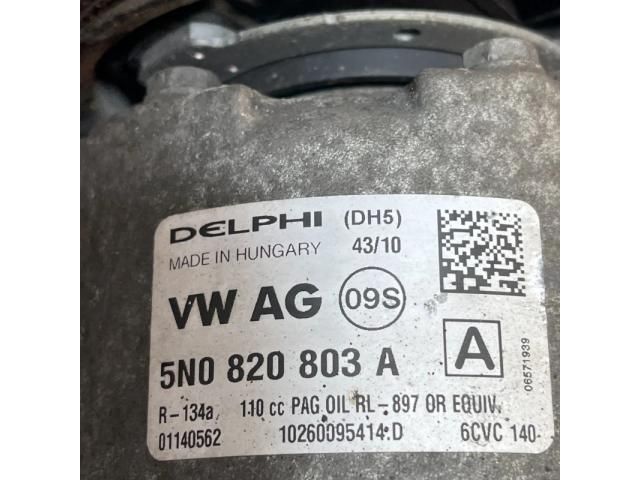 DELPHI (DH5)
MADE IN HUNGARY 43/10
VW AG 09S
5N0 820 803 A A
06571939
R-134a 110 cc PAG OIL RL-897 OR EQUIV.
01140562 10260095414.D 6CVC 140-